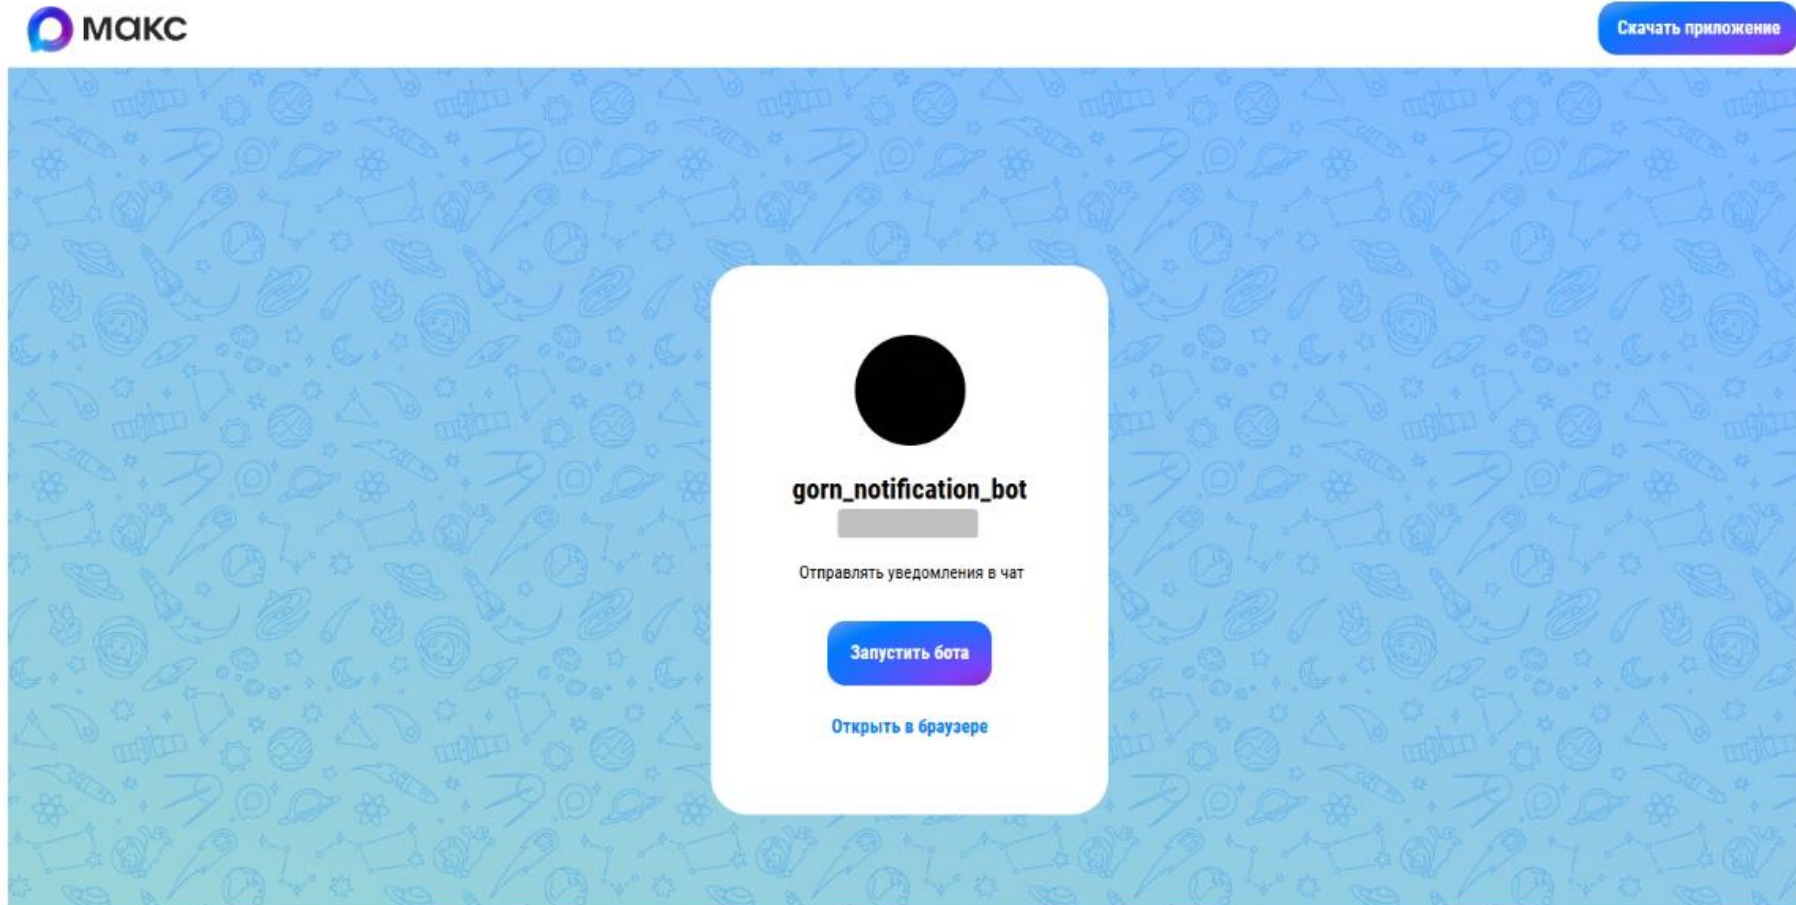 макс
Скачать приложение
gorn_notification_bot
Отправлять уведомления в чат
Запустить бота
Открыть в браузере